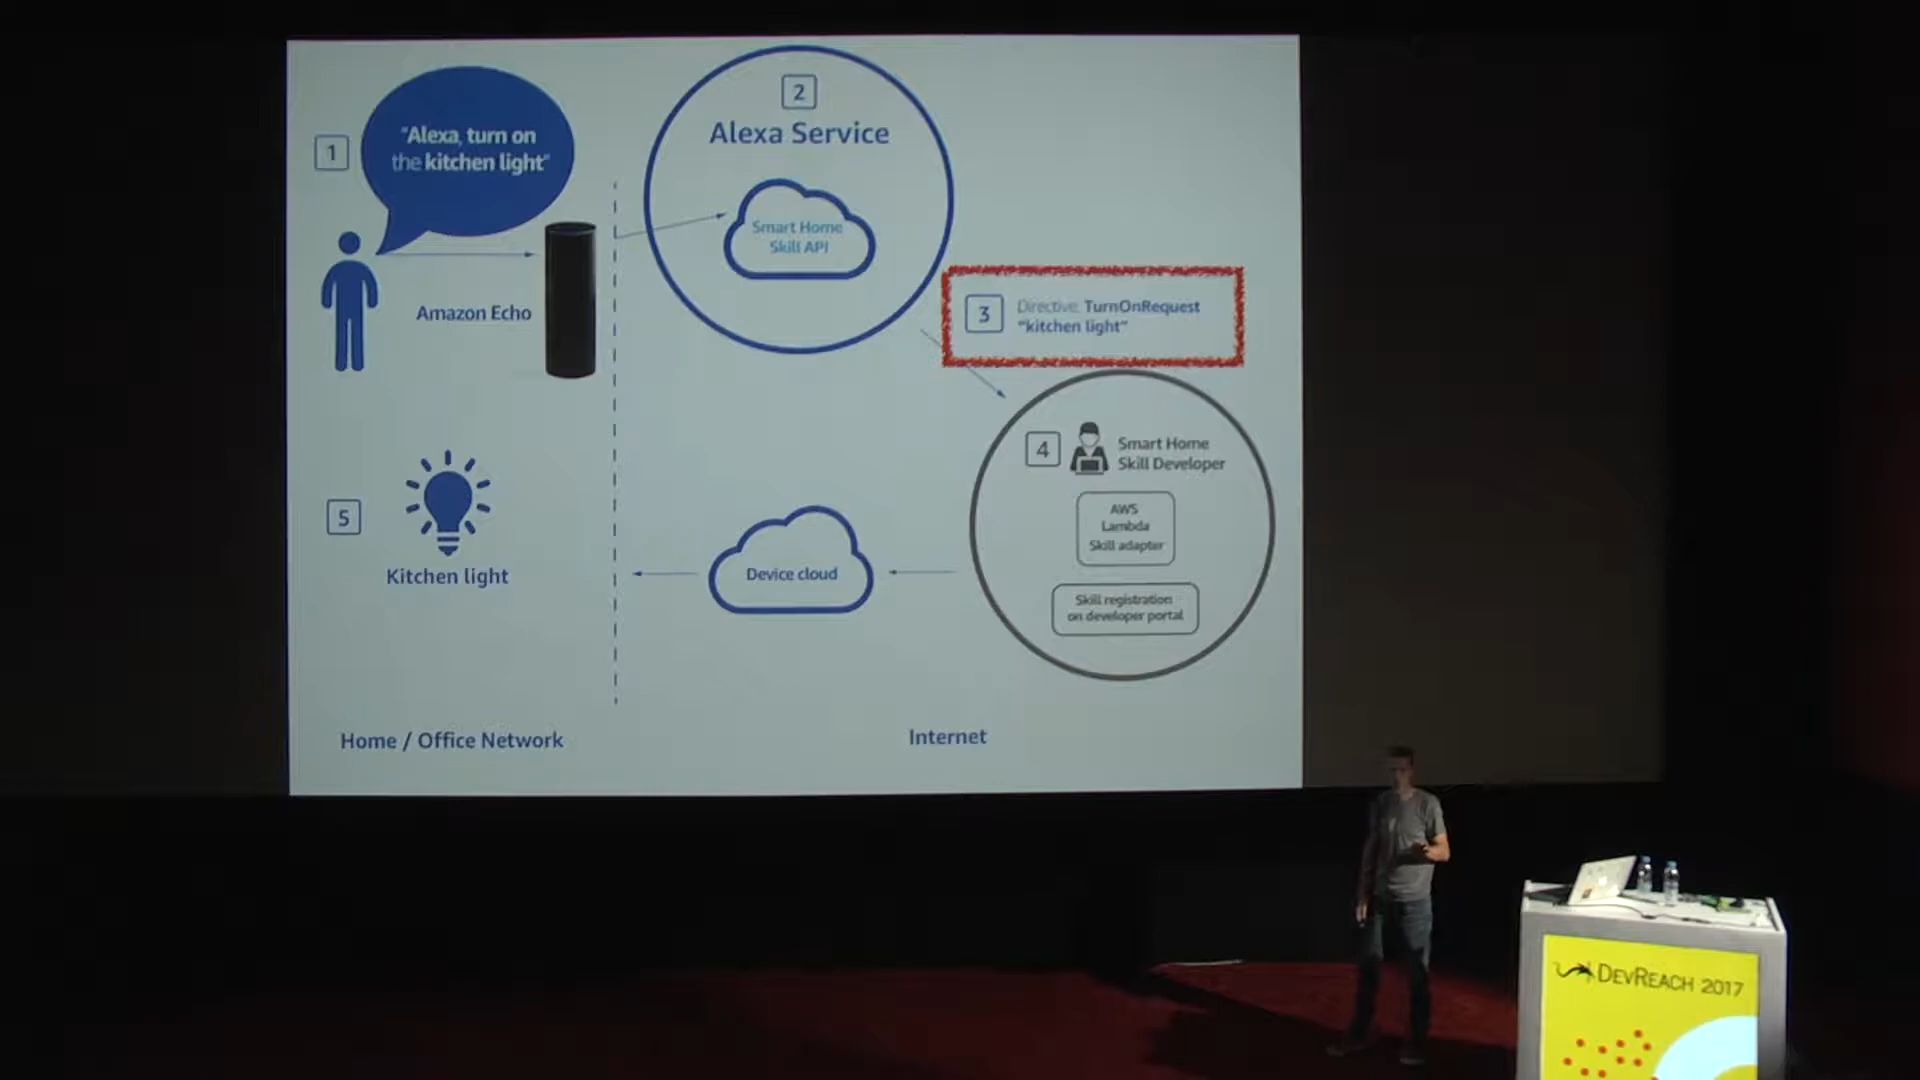 1
"Alexa, turn on
the kitchen light"
Amazon Echo
2
Alexa Service
Smart Home
Skill API
3
Directive: TurnOnRequest
"kitchen light"
4
Smart Home
Skill Developer
AWS
Lambda
Skill adapter
Skill registration
on developer portal
Device cloud
5
Kitchen light
Home / Office Network
Internet
DEVREACH 2017